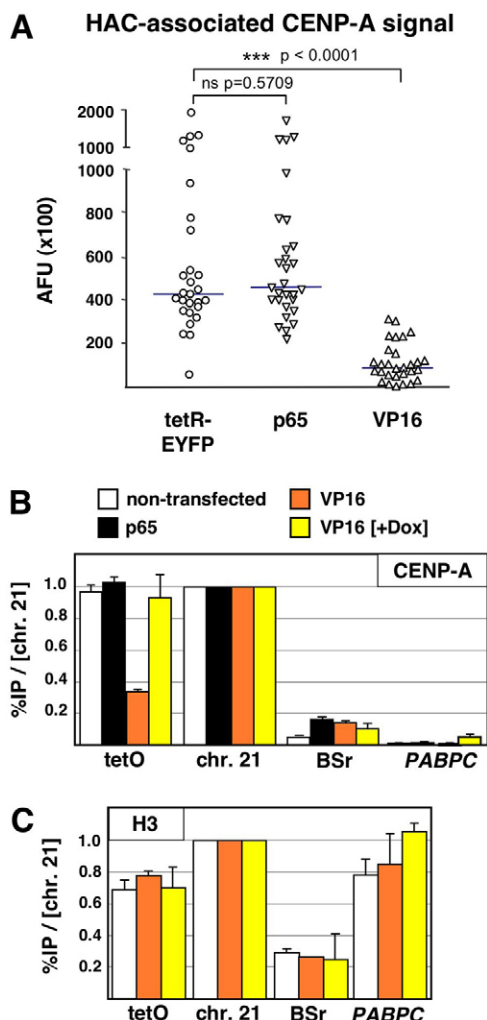 A
HAC-associated CENP-A signal
*** p < 0.0001
ns p=0.5709
2000
1000
1000
800
600
400
200
AFU (x100)
tetR-EYFP
p65
VP16
B
non-transfected
VP16
p65
VP16 [+Dox]
CENP-A
1.0
0.8
0.6
0.4
0.2
%IP / [chr. 21]
tetO
chr. 21
BSr
PABPC
C
H3
1.0
0.8
0.6
0.4
0.2
%IP / [chr. 21]
tetO
chr. 21
BSr
PABPC